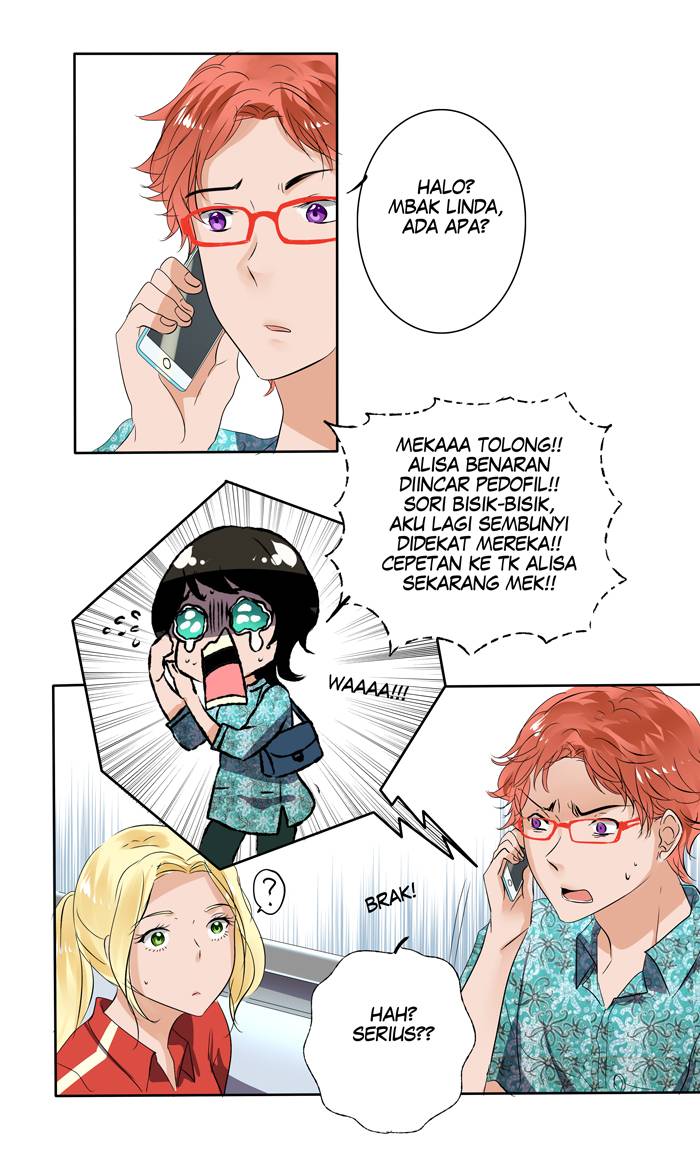 HALO?
MBAK LINDA,
ADA APA?
MEKAAA TOLONG!!
ALISA BENARAN
DIINCAR PEDOFIL!!
SORI BISIK-BISIK,
AKU LAGI SEMBUNYI
DIDEKAT MEREKA!!
CEPETAN KE TK ALISA
SEKARANG MEK!!
WAAAA!!!
?
BRAK!
HAH?
SERIUS??